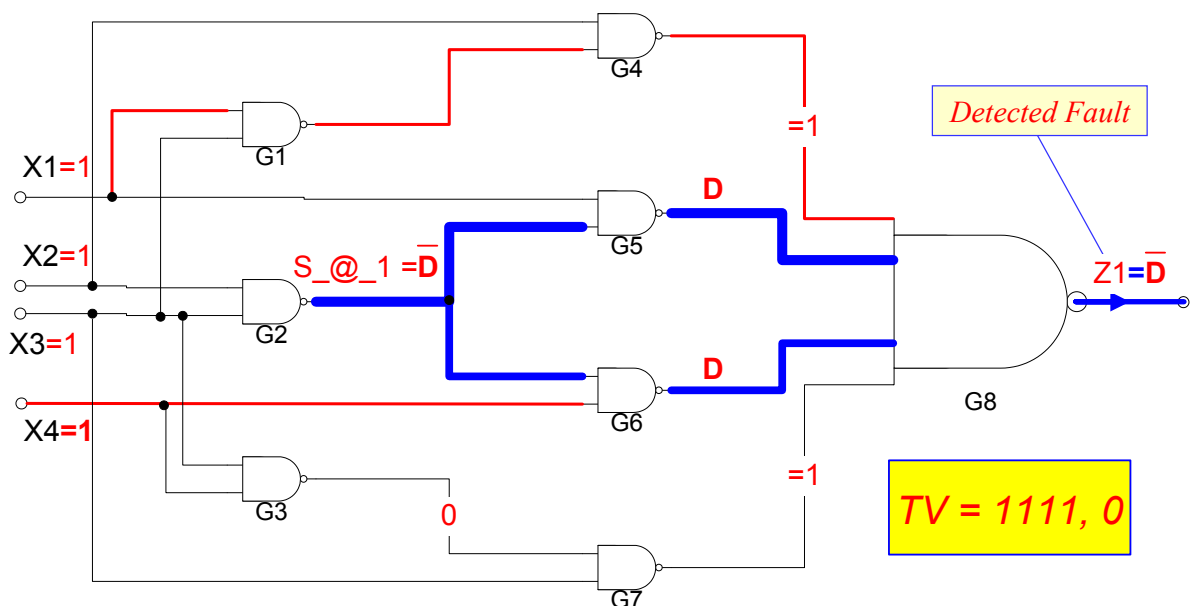 G4
=1
Detected Fault
G1
X1=1
D
G5
X2=1
S_@_1 =D̅
Z1=D̅
G2
X3=1
D
G8
G6
X4=1
=1
G3
0
TV = 1111, 0
G7